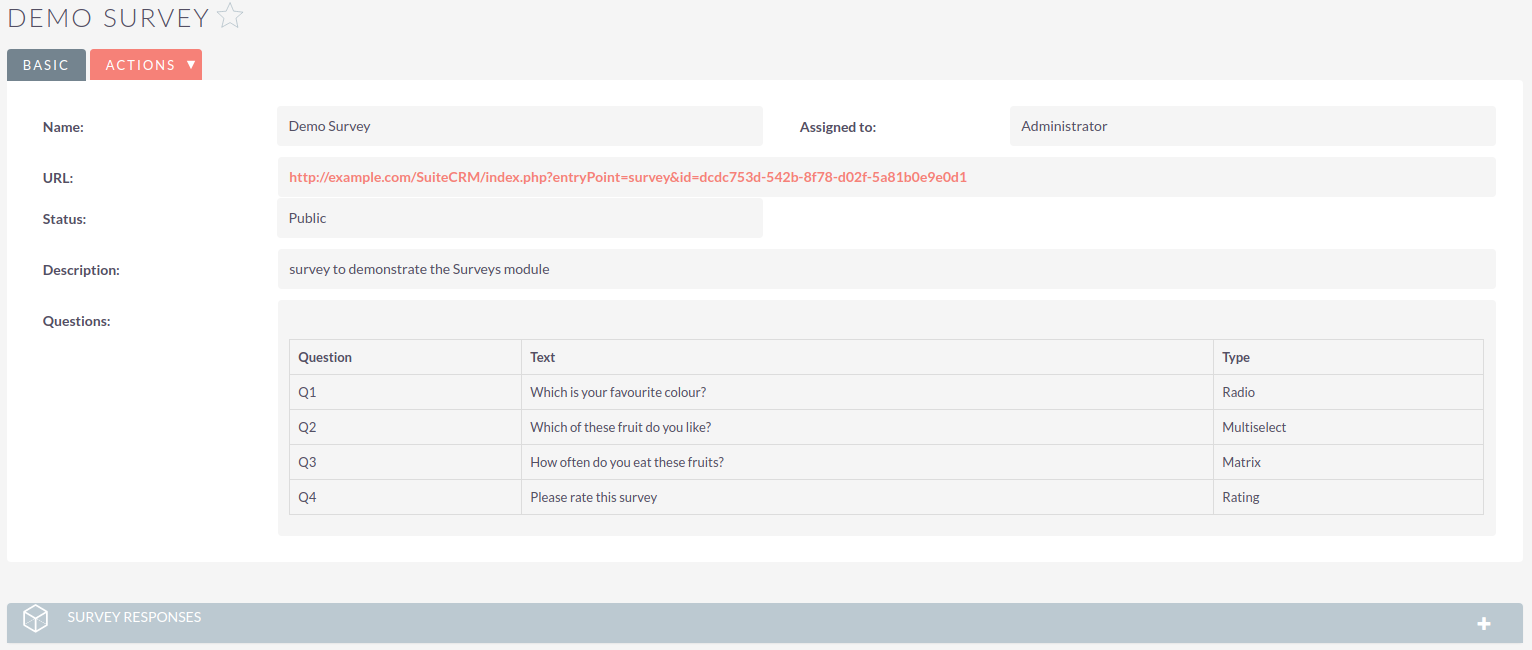 DEMO SURVEY
BASIC ACTIONS
Name: Demo Survey Assigned to: Administrator
URL: http://example.com/SuiteCRM/index.php?entryPoint=survey&id=dcdc753d-542b-8f78-d02f-5a81b0e9e0d1
Status: Public
Description: survey to demonstrate the Surveys module
Questions:
Question Text Type
Q1 Which is your favourite colour? Radio
Q2 Which of these fruit do you like? Multiselect
Q3 How often do you eat these fruits? Matrix
Q4 Please rate this survey Rating
SURVEY RESPONSES